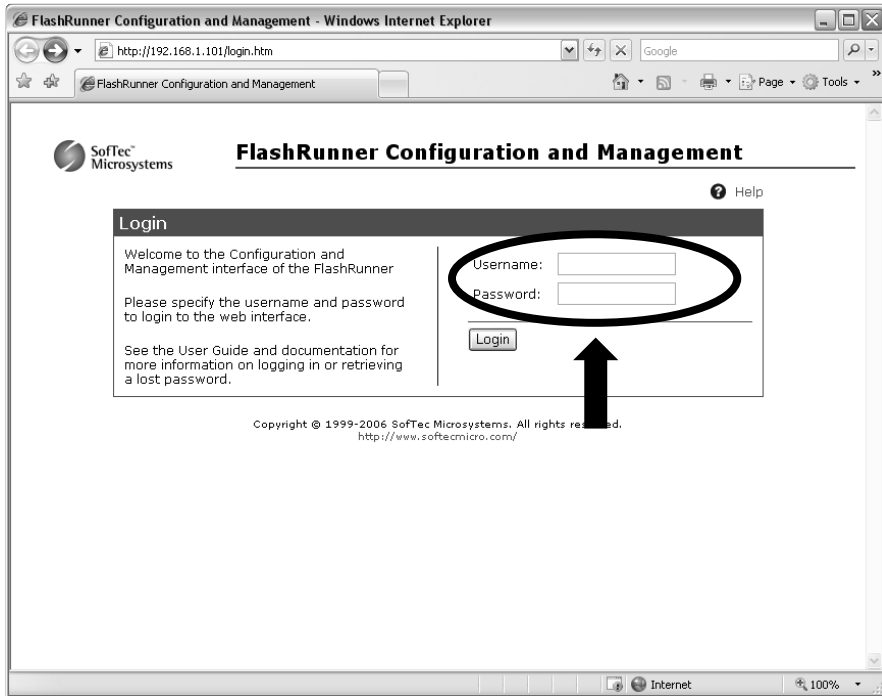 FlashRunner Configuration and Management - Windows Internet Explorer
http://192.168.1.101/login.htm
Google
FlashRunner Configuration and Management
Page
Tools
»
SofTec™
Microsystems
FlashRunner Configuration and Management
? Help
Login
Welcome to the Configuration and
Management interface of the FlashRunner
Please specify the username and password
to login to the web interface.
See the User Guide and documentation for
more information on logging in or retrieving
a lost password.
Username:
Password:
Login
Copyright © 1999-2006 SofTec Microsystems. All rights
http://www.softecmicro.com/
Internet
100%